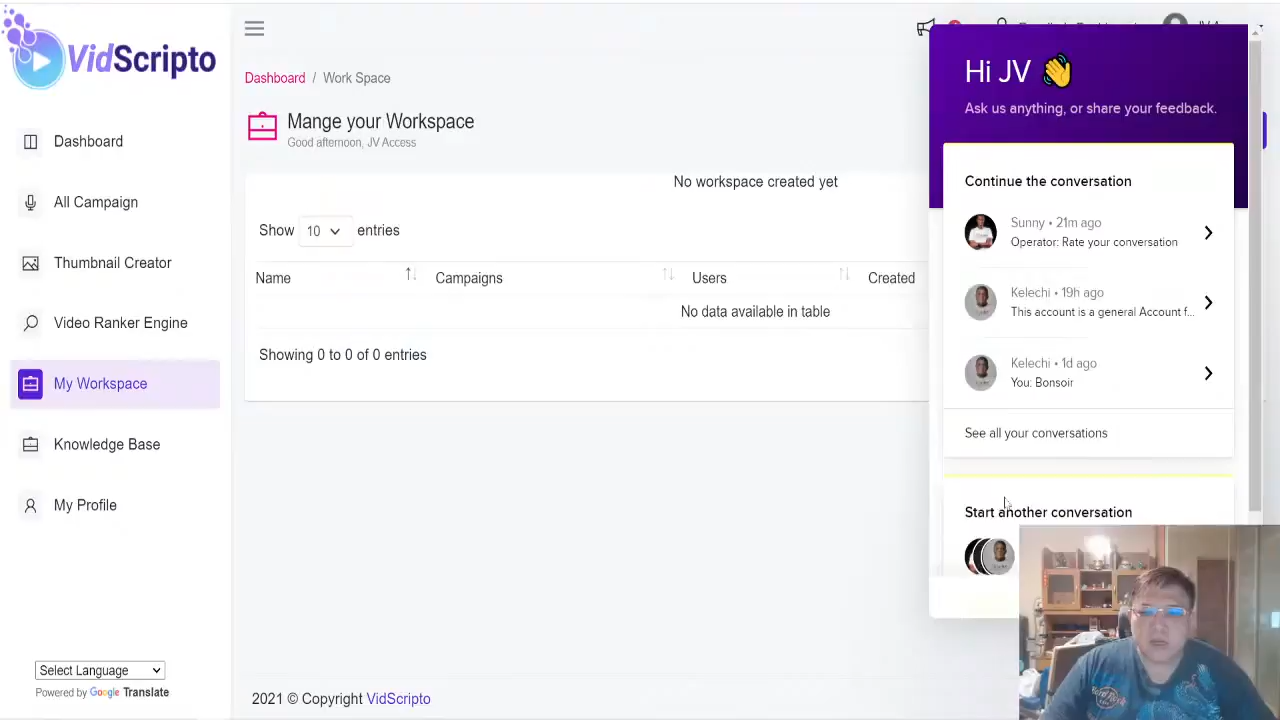 VidScripto
Dashboard
All Campaign
Thumbnail Creator
Video Ranker Engine
My Workspace
Knowledge Base
My Profile
Select Language
Powered by Google Translate
Dashboard / Work Space
Mange your Workspace
Good afternoon, JV Access
No workspace created yet
Show 10 entries
Name Campaigns Users Created
No data available in table
Showing 0 to 0 of 0 entries
2021 © Copyright VidScripto
Hi JV 👋
Ask us anything, or share your feedback.
Continue the conversation
Sunny • 21m ago
Operator: Rate your conversation
Kelechi • 19h ago
This account is a general Account f...
Kelechi • 1d ago
You: Bonsoir
See all your conversations
Start another conversation